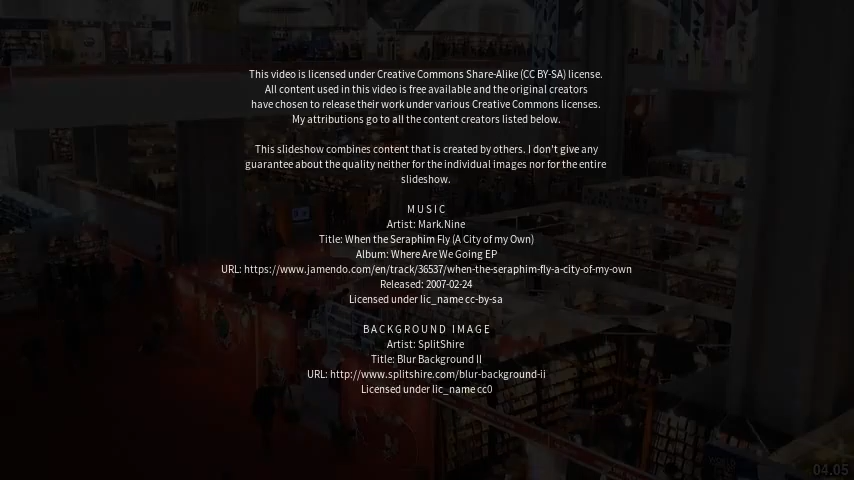 This video is licensed under Creative Commons Share-Alike (CC BY-SA) license.
All content used in this video is free available and the original creators
have chosen to release their work under various Creative Commons licenses.
My attributions go to all the content creators listed below.
This slideshow combines content that is created by others. I don't give any
guarantee about the quality neither for the individual images nor for the entire
slideshow.
MUSIC
Artist: Mark.Nine
Title: When the Seraphim Fly (A City of my Own)
Album: Where Are We Going EP
URL: https://www.jamendo.com/en/track/36537/when-the-seraphim-fly-a-city-of-my-own
Released: 2007-02-24
Licensed under lic_name cc-by-sa
BACKGROUND IMAGE
Artist: SplitShire
Title: Blur Background II
URL: http://www.splitshire.com/blur-background-ii
Licensed under lic_name cc0
04.05